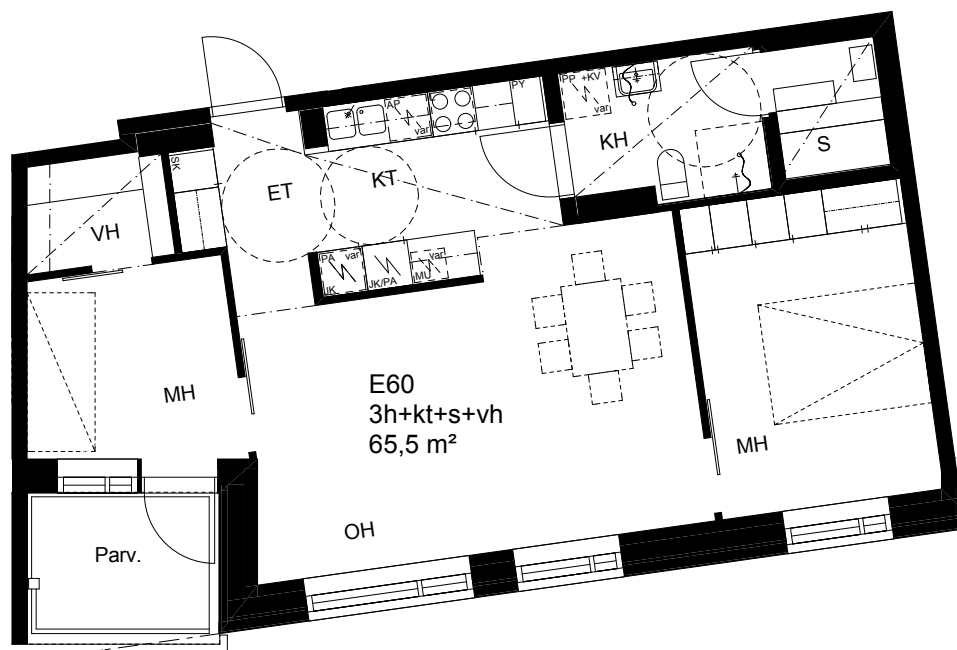 PP +KV
var
PY
AP
var
KH
S
SK
ET
KT
VH
PA var
JK
JK/PA
var
MU
MH
E60
3h+kt+s+vh
65,5 m²
MH
OH
Parv.